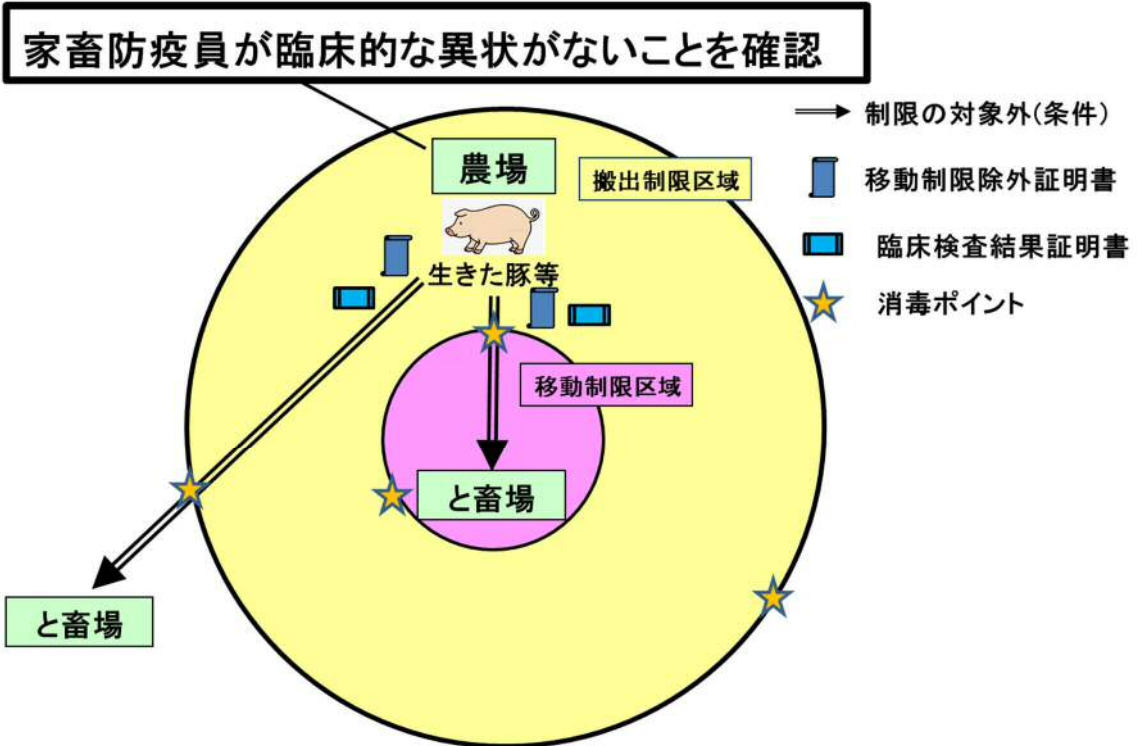 家畜防疫員が臨床的な異状がないことを確認
農場
搬出制限区域
生きた豚等
移動制限区域
と畜場
と畜場
制限の対象外(条件)
移動制限除外証明書
臨床検査結果証明書
消毒ポイント